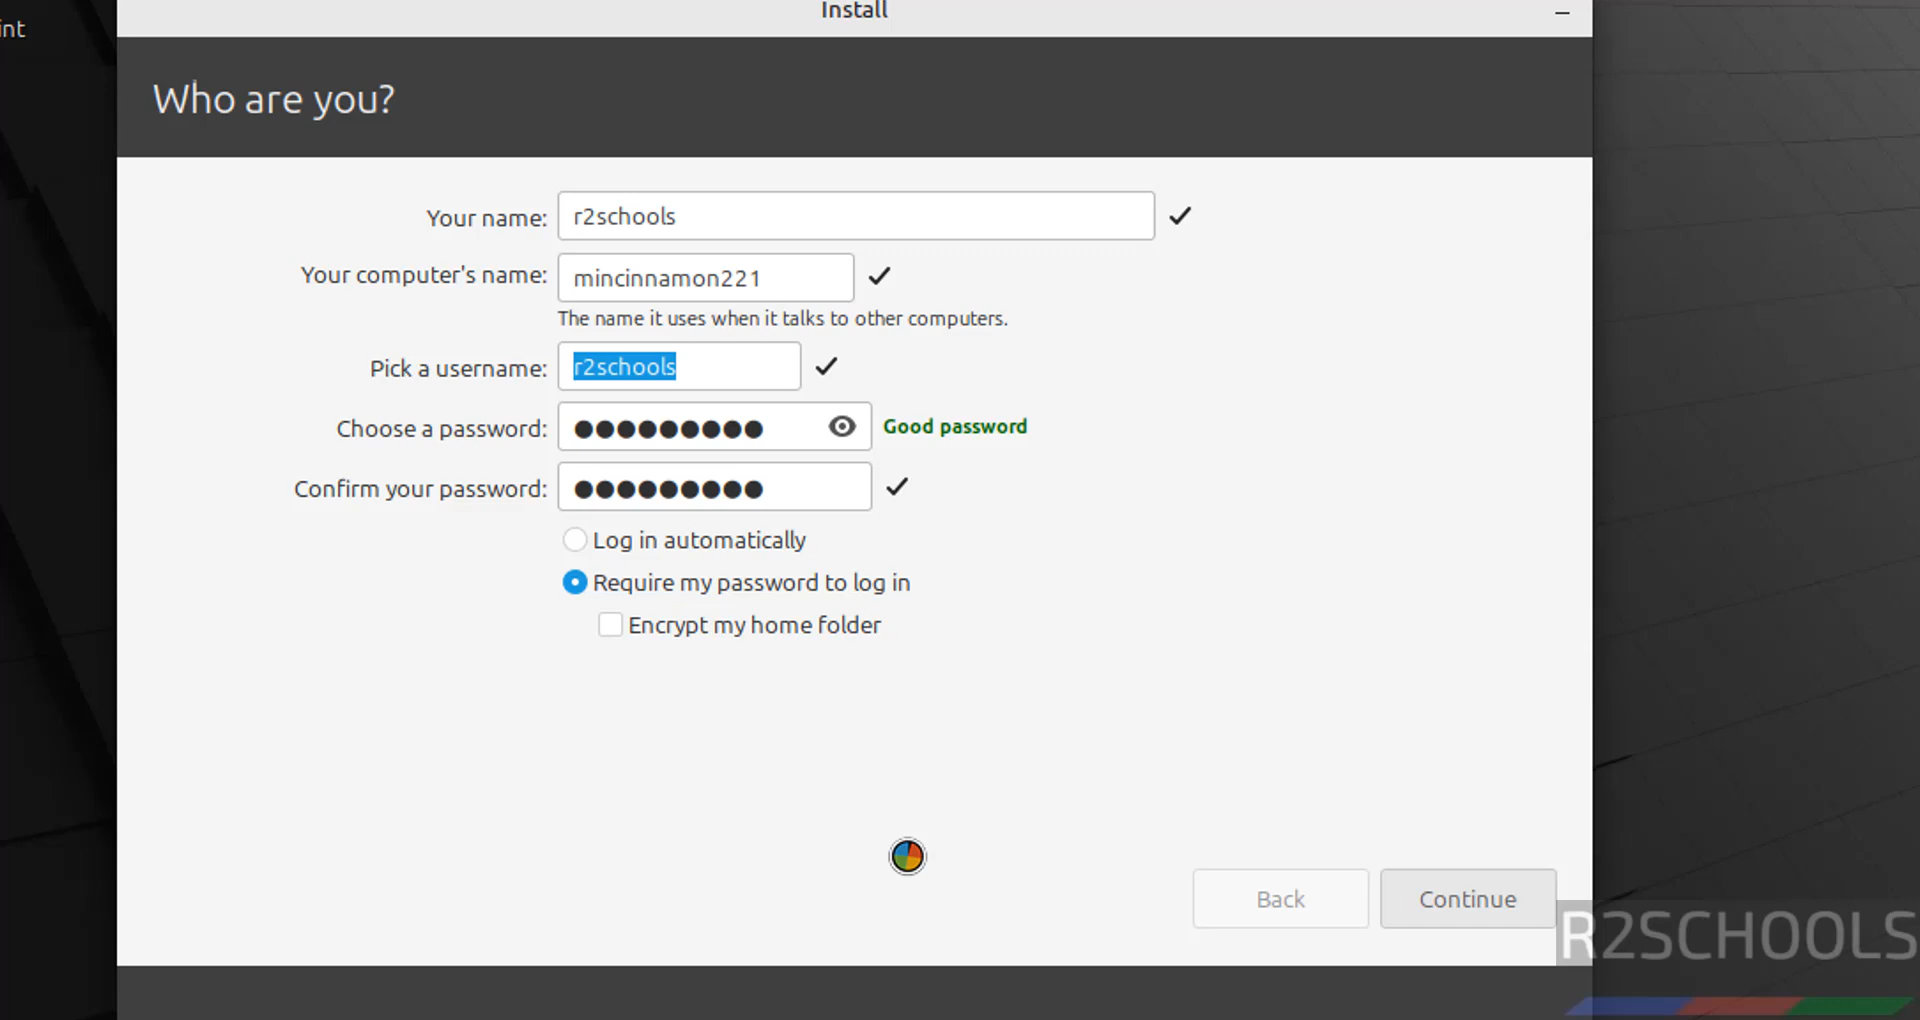 int
Install
Who are you?
Your name: r2schools
Your computer's name: mincinnamon221
The name it uses when it talks to other computers.
Pick a username: r2schools
Choose a password: ●●●●●●●●● Good password
Confirm your password: ●●●●●●●●●
Log in automatically
Require my password to log in
Encrypt my home folder
Back Continue
R2SCHOOLS